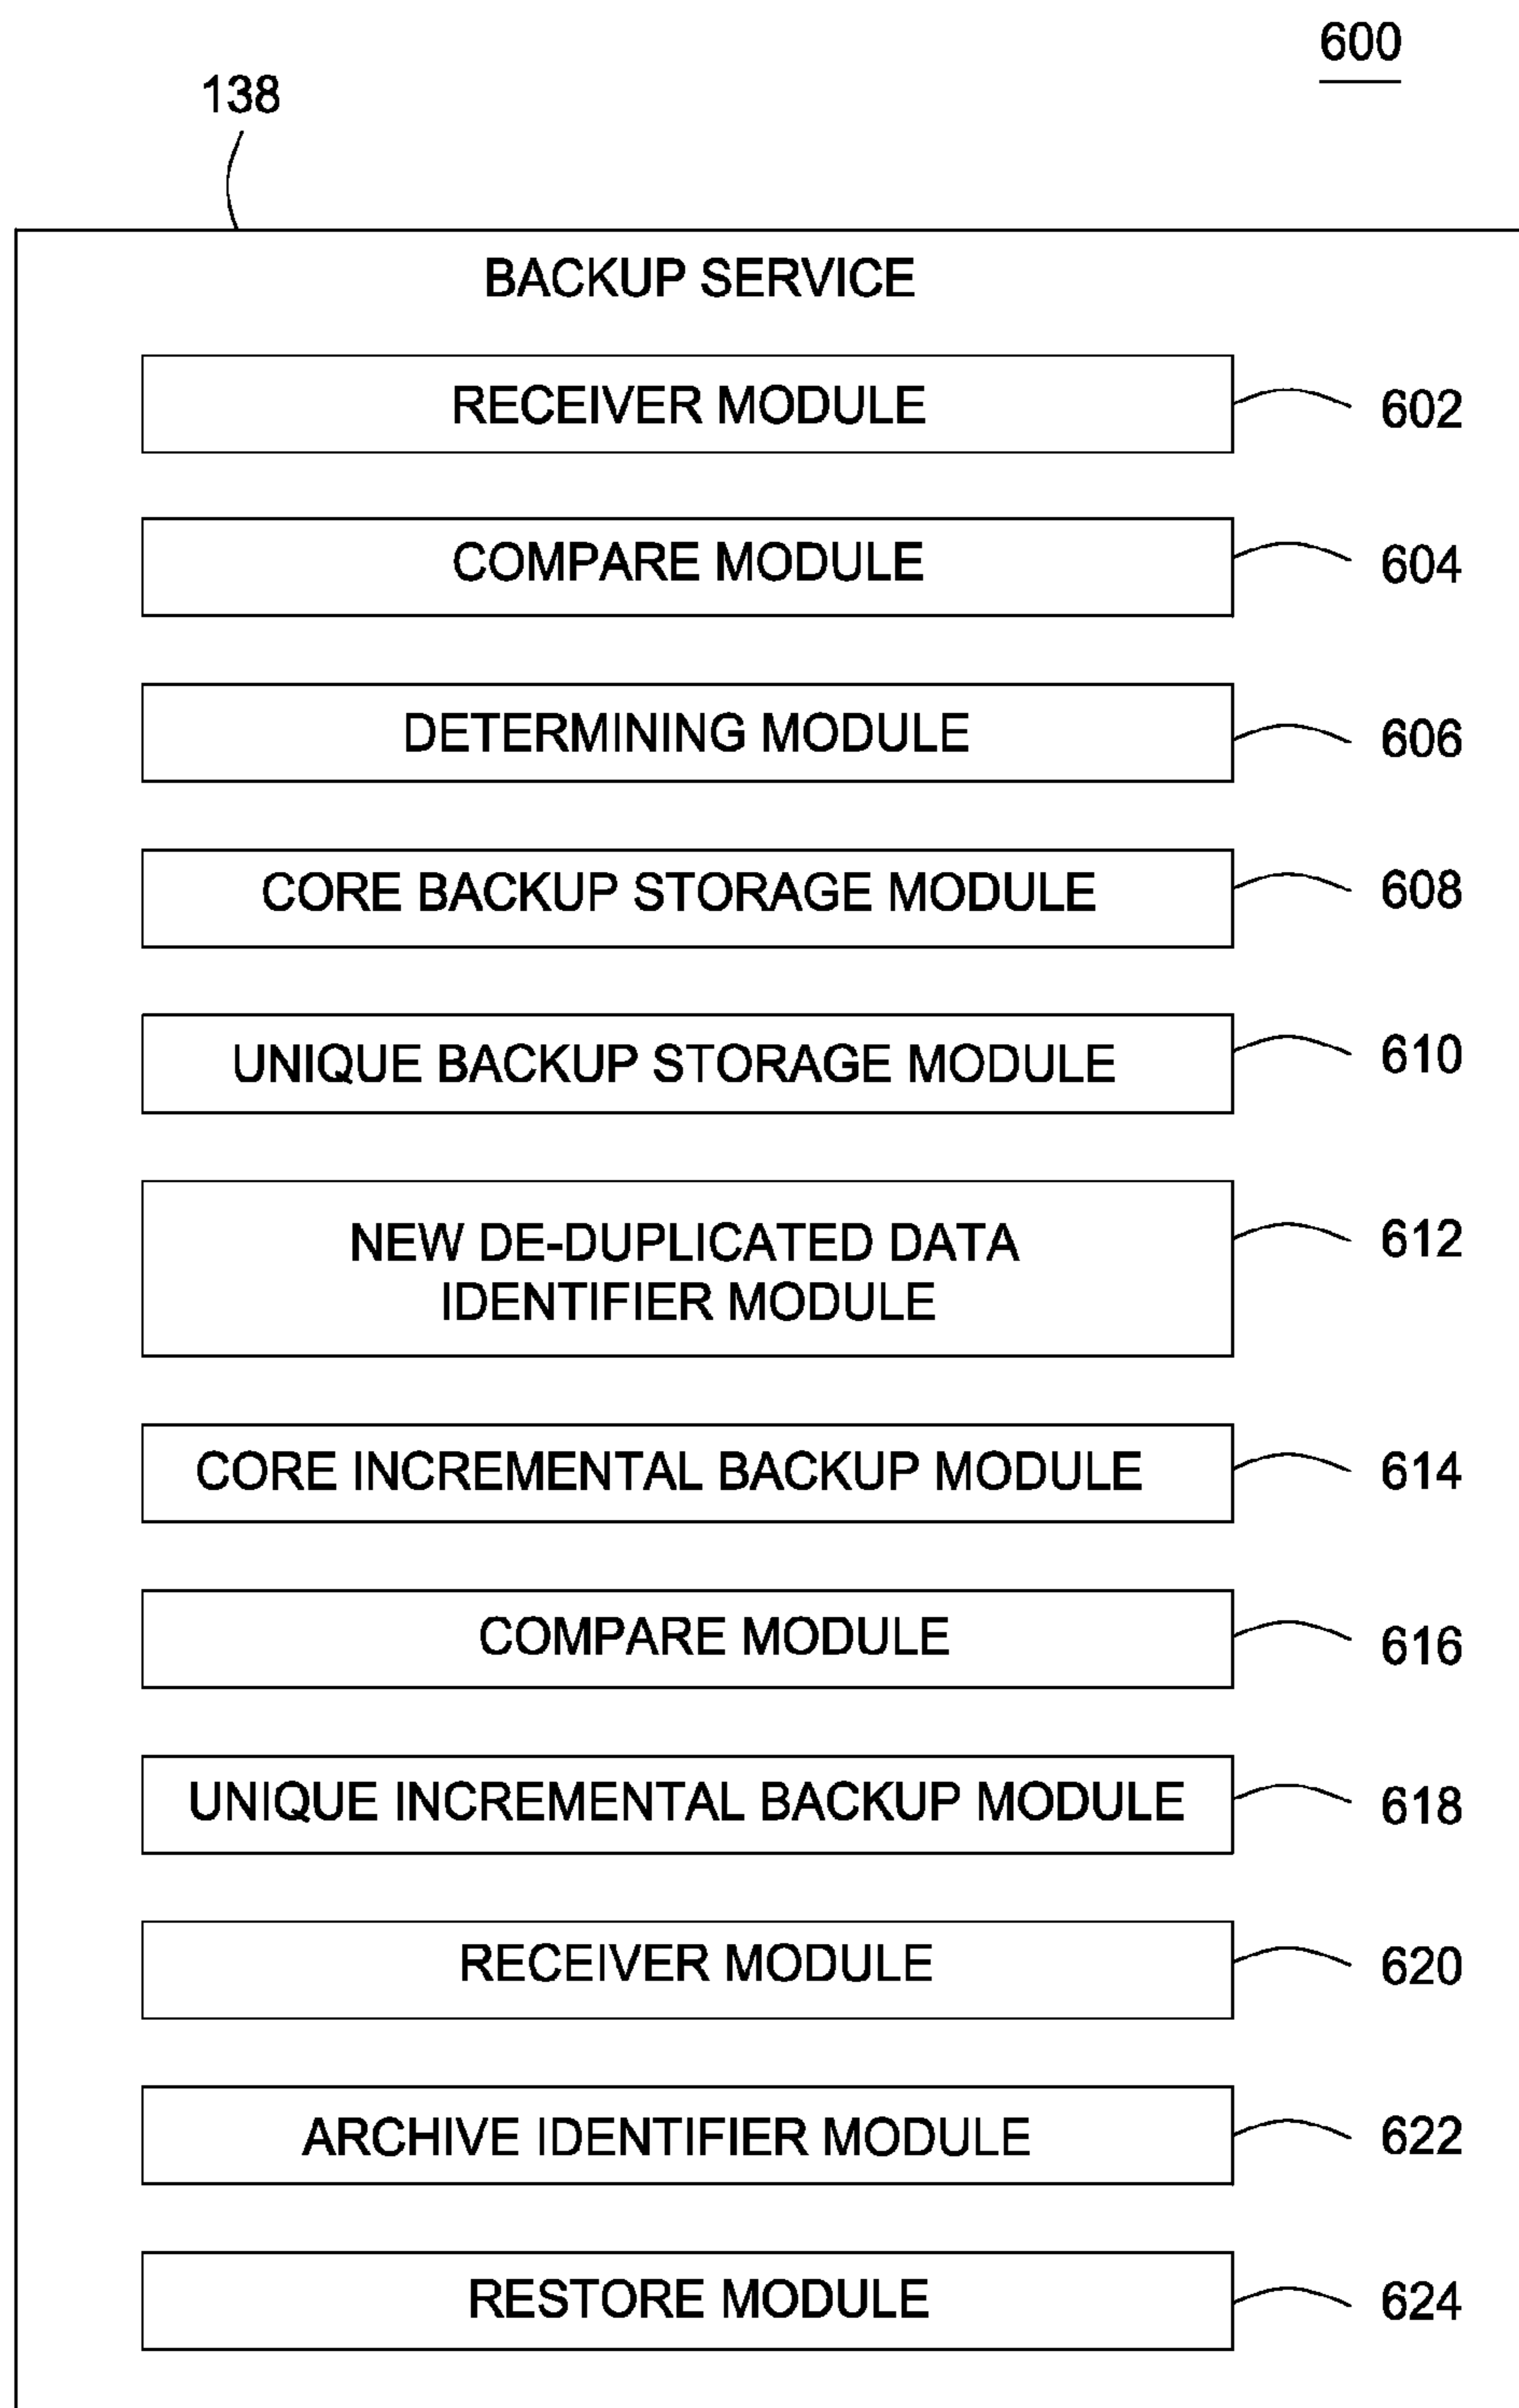 600
138
BACKUP SERVICE
RECEIVER MODULE
602
COMPARE MODULE
604
DETERMINING MODULE
606
CORE BACKUP STORAGE MODULE
608
UNIQUE BACKUP STORAGE MODULE
610
NEW DE-DUPLICATED DATA
IDENTIFIER MODULE
612
CORE INCREMENTAL BACKUP MODULE
614
COMPARE MODULE
616
UNIQUE INCREMENTAL BACKUP MODULE
618
RECEIVER MODULE
620
ARCHIVE IDENTIFIER MODULE
622
RESTORE MODULE
624